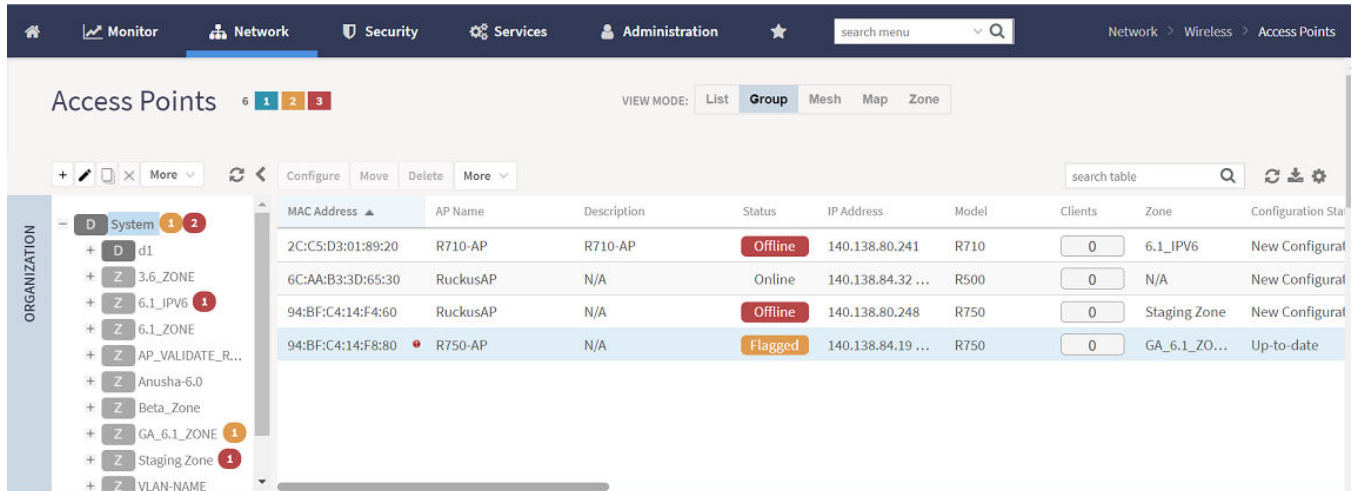 Monitor Network Security Services Administration search menu Network > Wireless > Access Points
Access Points 6 1 2 3 VIEW MODE: List Group Mesh Map Zone
+ More Configure Move Delete More search table
ORGANIZATION
D System 1 2
+ D d1
+ Z 3.6_ZONE
+ Z 6.1_IPV6 1
+ Z 6.1_ZONE
+ Z AP_VALIDATE_R...
+ Z Anusha-6.0
+ Z Beta_Zone
+ Z GA_6.1_ZONE 1
+ Z Staging Zone 1
+ Z VLAN-NAME
MAC Address AP Name Description Status IP Address Model Clients Zone Configuration Sta
2C:C5:D3:01:89:20 R710-AP R710-AP Offline 140.138.80.241 R710 0 6.1_IPV6 New Configurat
6C:AA:B3:3D:65:30 RuckusAP N/A Online 140.138.84.32 ... R500 0 N/A New Configurat
94:BF:C4:14:F4:60 RuckusAP N/A Offline 140.138.80.248 R750 0 Staging Zone New Configurat
94:BF:C4:14:F8:80 R750-AP N/A Flagged 140.138.84.19 ... R750 0 GA_6.1_ZO... Up-to-date